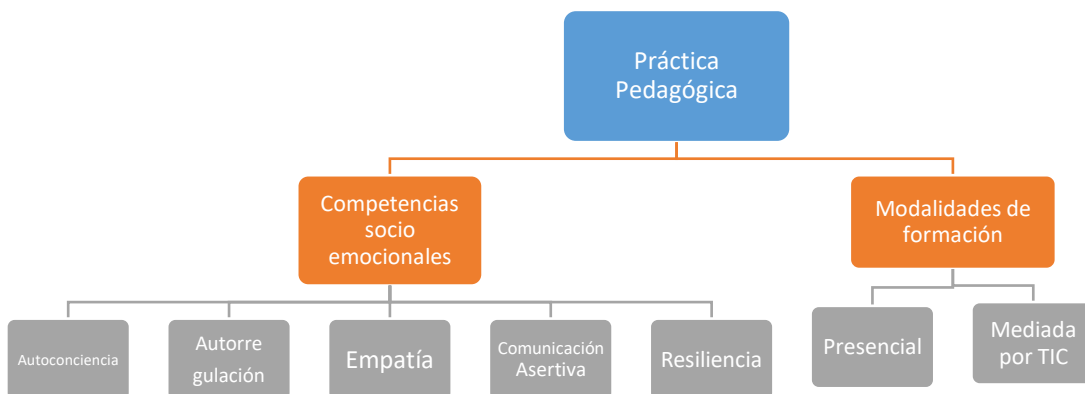 Práctica
Pedagógica
Competencias
socio
emocionales
Modalidades de
formación
Autoconciencia
Autorre
gulación
Empatía
Comunicación
Asertiva
Resiliencia
Presencial
Mediada
por TIC